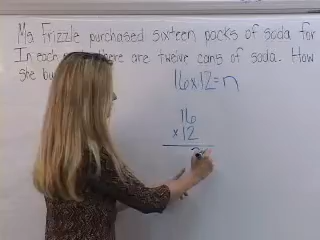 Ms Frizzle purchased sixteen packs of soda for
In each there are twelve cans of soda. How
she
16×12=n
16
×12